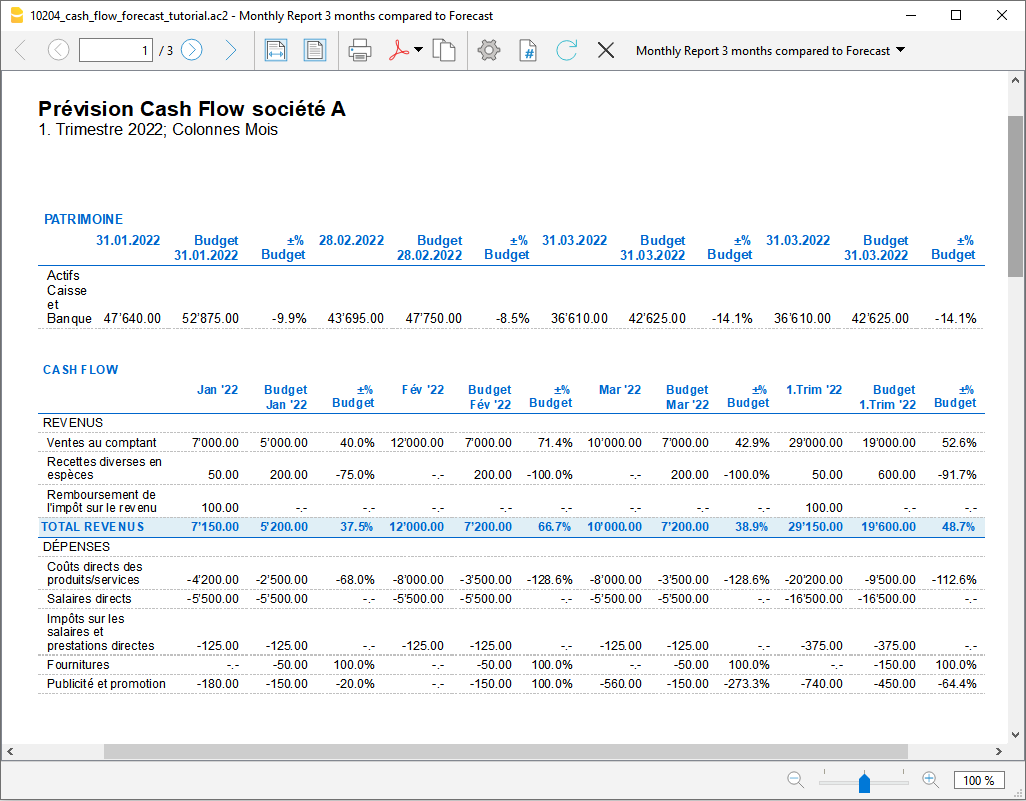 10204_cash_flow_forecast_tutorial.ac2 - Monthly Report 3 months compared to Forecast
1 / 3 # Monthly Report 3 months compared to Forecast
Prévision Cash Flow société A
1. Trimestre 2022; Colonnes Mois
PATRIMOINE
31.01.2022 Budget ±% 28.02.2022 Budget ±% 31.03.2022 Budget ±% 31.03.2022 Budget ±%
31.01.2022 Budget 28.02.2022 Budget 31.03.2022 Budget 31.03.2022 Budget
Actifs
Caisse
et
Banque 47'640.00 52'875.00 -9.9% 43'695.00 47'750.00 -8.5% 36'610.00 42'625.00 -14.1% 36'610.00 42'625.00 -14.1%
CASH FLOW
Jan '22 Budget ±% Fév '22 Budget ±% Mar '22 Budget ±% 1.Trim '22 Budget ±%
Jan '22 Budget Fév '22 Budget Mar '22 Budget 1.Trim '22 Budget
REVENUS
Ventes au comptant 7'000.00 5'000.00 40.0% 12'000.00 7'000.00 71.4% 10'000.00 7'000.00 42.9% 29'000.00 19'000.00 52.6%
Recettes diverses en
espèces 50.00 200.00 -75.0% -.- 200.00 -100.0% -.- 200.00 -100.0% 50.00 600.00 -91.7%
Remboursement de
l'impôt sur le revenu 100.00 -.- -.- -.- -.- -.- -.- -.- -.- 100.00 -.- -.-
TOTAL REVENUS 7'150.00 5'200.00 37.5% 12'000.00 7'200.00 66.7% 10'000.00 7'200.00 38.9% 29'150.00 19'600.00 48.7%
DÉPENSES
Coûts directs des
produits/services -4'200.00 -2'500.00 -68.0% -8'000.00 -3'500.00 -128.6% -8'000.00 -3'500.00 -128.6% -20'200.00 -9'500.00 -112.6%
Salaires directs -5'500.00 -5'500.00 -.- -5'500.00 -5'500.00 -.- -5'500.00 -5'500.00 -.- -16'500.00 -16'500.00 -.-
Impôts sur les
salaires et
prestations directes -125.00 -125.00 -.- -125.00 -125.00 -.- -125.00 -125.00 -.- -375.00 -375.00 -.-
Fournitures -.- -50.00 100.0% -.- -50.00 100.0% -.- -50.00 100.0% -.- -150.00 100.0%
Publicité et promotion -180.00 -150.00 -20.0% -.- -150.00 100.0% -560.00 -150.00 -273.3% -740.00 -450.00 -64.4%
100 %